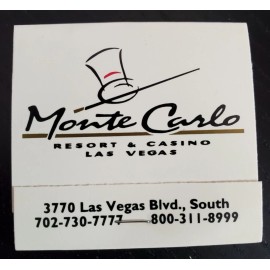 Monte Carlo
RESORT & CASINO
LAS VEGAS
3770 Las Vegas Blvd., South
702-730-7777 800-311-8999